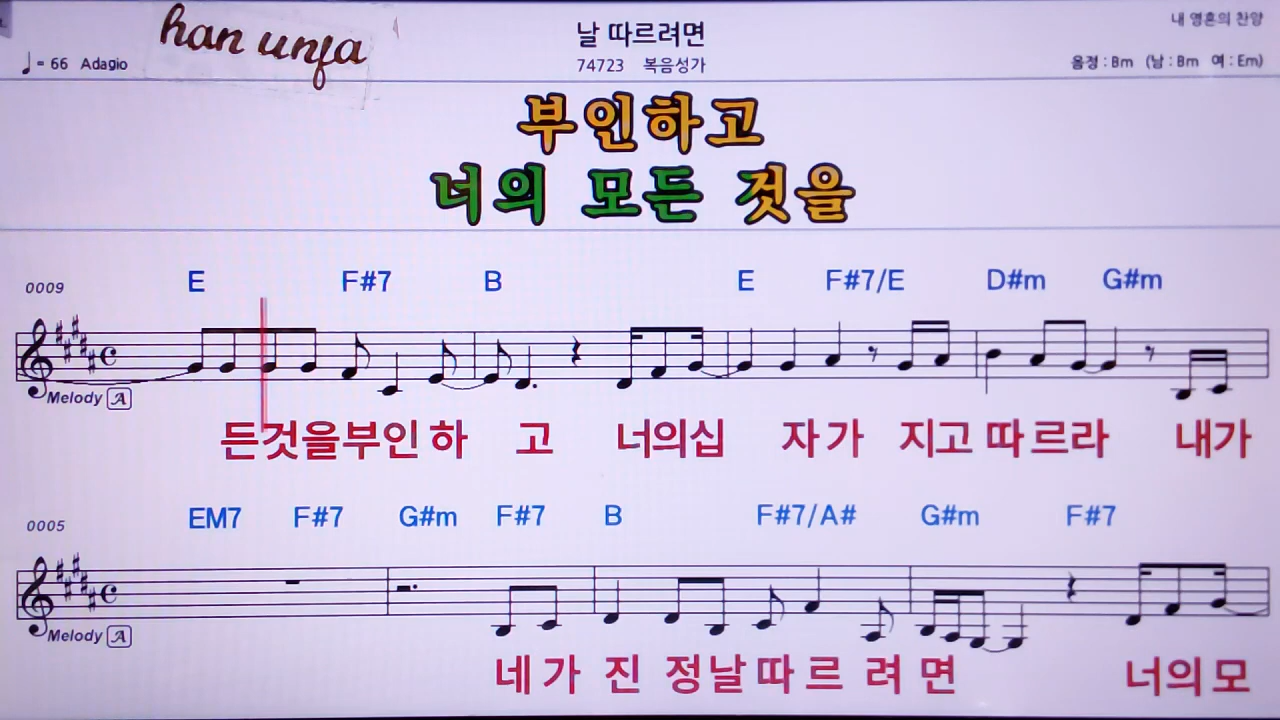 han unfa
날 따르려면
내 영혼의 찬양
♩= 66 Adagio
74723 복음성가
음정 : Bm (남 : Bm 여 : Em)
부인하고
너의 모든 것을
0009
E F#7 B E F#7/E D#m G#m
Melody A
든것을부인 하 고 너의십 자가 지고 따르라 내가
0005
EM7 F#7 G#m F#7 B F#7/A# G#m F#7
Melody A
네가 진 정날따르 려 면 너의모